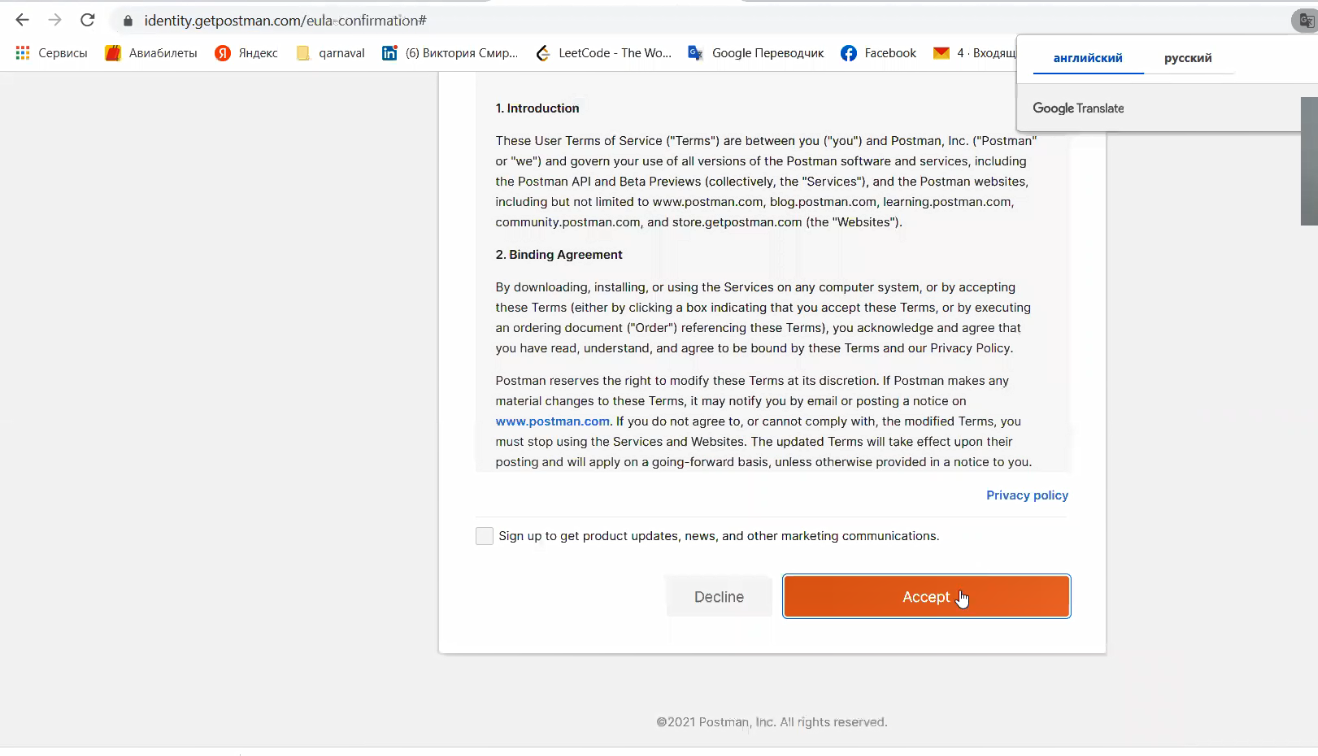 identity.getpostman.com/eula-confirmation#
Сервисы Авиабилеты Яндекс qarnaval (6) Виктория Смир... LeetCode - The Wo... Google Переводчик Facebook 4 · Входящ
английский русский
Google Translate
1. Introduction
These User Terms of Service ("Terms") are between you ("you") and Postman, Inc. ("Postman"
or "we") and govern your use of all versions of the Postman software and services, including
the Postman API and Beta Previews (collectively, the "Services"), and the Postman websites,
including but not limited to www.postman.com, blog.postman.com, learning.postman.com,
community.postman.com, and store.getpostman.com (the "Websites").
2. Binding Agreement
By downloading, installing, or using the Services on any computer system, or by accepting
these Terms (either by clicking a box indicating that you accept these Terms, or by executing
an ordering document ("Order") referencing these Terms), you acknowledge and agree that
you have read, understand, and agree to be bound by these Terms and our Privacy Policy.
Postman reserves the right to modify these Terms at its discretion. If Postman makes any
material changes to these Terms, it may notify you by email or posting a notice on
www.postman.com. If you do not agree to, or cannot comply with, the modified Terms, you
must stop using the Services and Websites. The updated Terms will take effect upon their
posting and will apply on a going-forward basis, unless otherwise provided in a notice to you.
Privacy policy
Sign up to get product updates, news, and other marketing communications.
Decline Accept
©2021 Postman, Inc. All rights reserved.